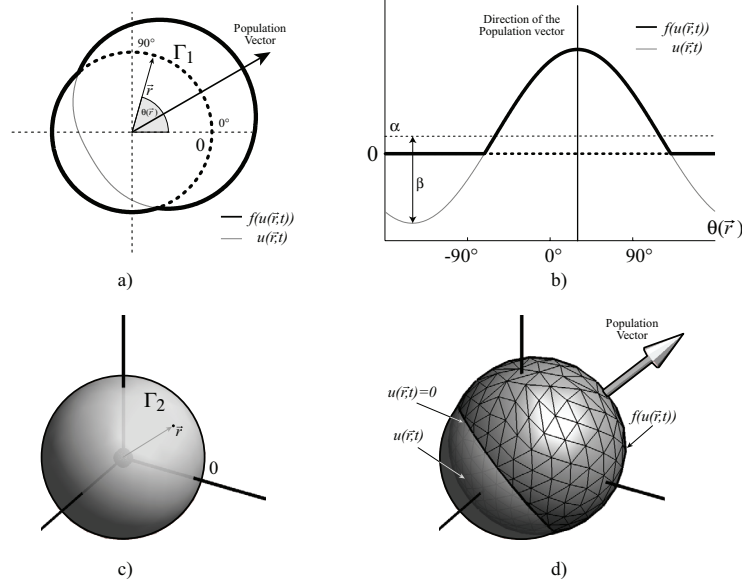 Population
Vector
90°
Γ1
r⃗
θ(r⃗)
0°
0
f(u(r⃗,t))
u(r⃗,t)
a)
Direction of the
Population vector
f(u(r⃗,t))
u(r⃗,t)
α
0
β
θ(r⃗)
-90°
0°
90°
b)
Γ2
r⃗
0
c)
Population
Vector
u(r⃗,t)=0
f(u(r⃗,t))
u(r⃗,t)
d)